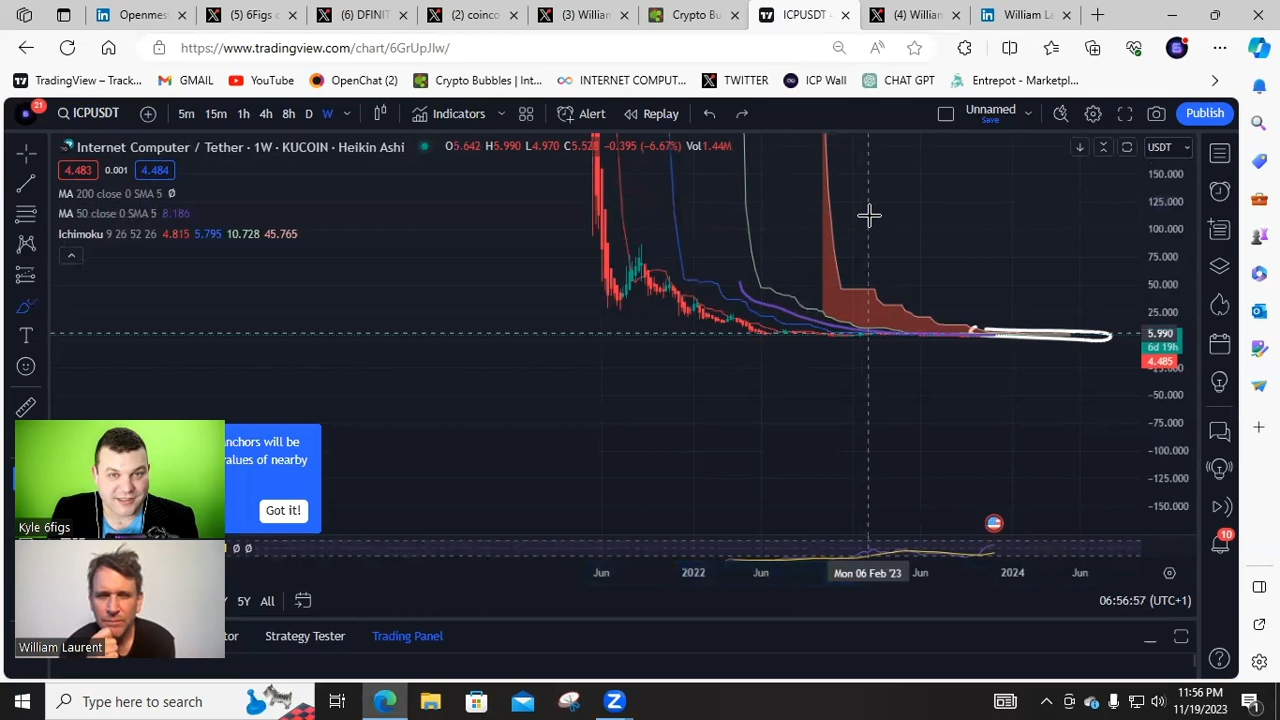 Openmes
(5) 6Figs c
(6) DFINIT
(2) coinco
(3) William
Crypto Bu
ICPUSDT
(4) William
William La
https://www.tradingview.com/chart/6GrUpJIw/
TradingView – Track...
GMAIL
YouTube
OpenChat (2)
Crypto Bubbles | Int...
INTERNET COMPUT...
TWITTER
ICP Wall
CHAT GPT
Entrepot - Marketpl...
21
ICPUSDT
5m
15m
1h
4h
8h
D
W
Indicators
Alert
Replay
Unnamed
Save
Publish
Internet Computer / Tether · 1W · KUCOIN · Heikin Ashi
O5.642 H5.990 L4.970 C5.528 −0.395 (−6.67%) Vol1.44M
USDT
4.483
0.001
4.484
MA 200 close 0 SMA 5 Ø
MA 50 close 0 SMA 5 8.186
Ichimoku 9 26 52 26 4.815 5.795 10.728 45.765
150.000
125.000
100.000
75.000
50.000
25.000
5.990
6d 19h
4.485
−25.000
−50.000
−75.000
−100.000
−125.000
−150.000
anchors will be
values of nearby
Got it!
Kyle 6figs
William Laurent
Ø Ø
Jun
2022
Jun
Mon 06 Feb '23
Jun
2024
Jun
5Y
All
06:56:57 (UTC+1)
tor
Strategy Tester
Trading Panel
10
Type here to search
11:56 PM
11/19/2023
1